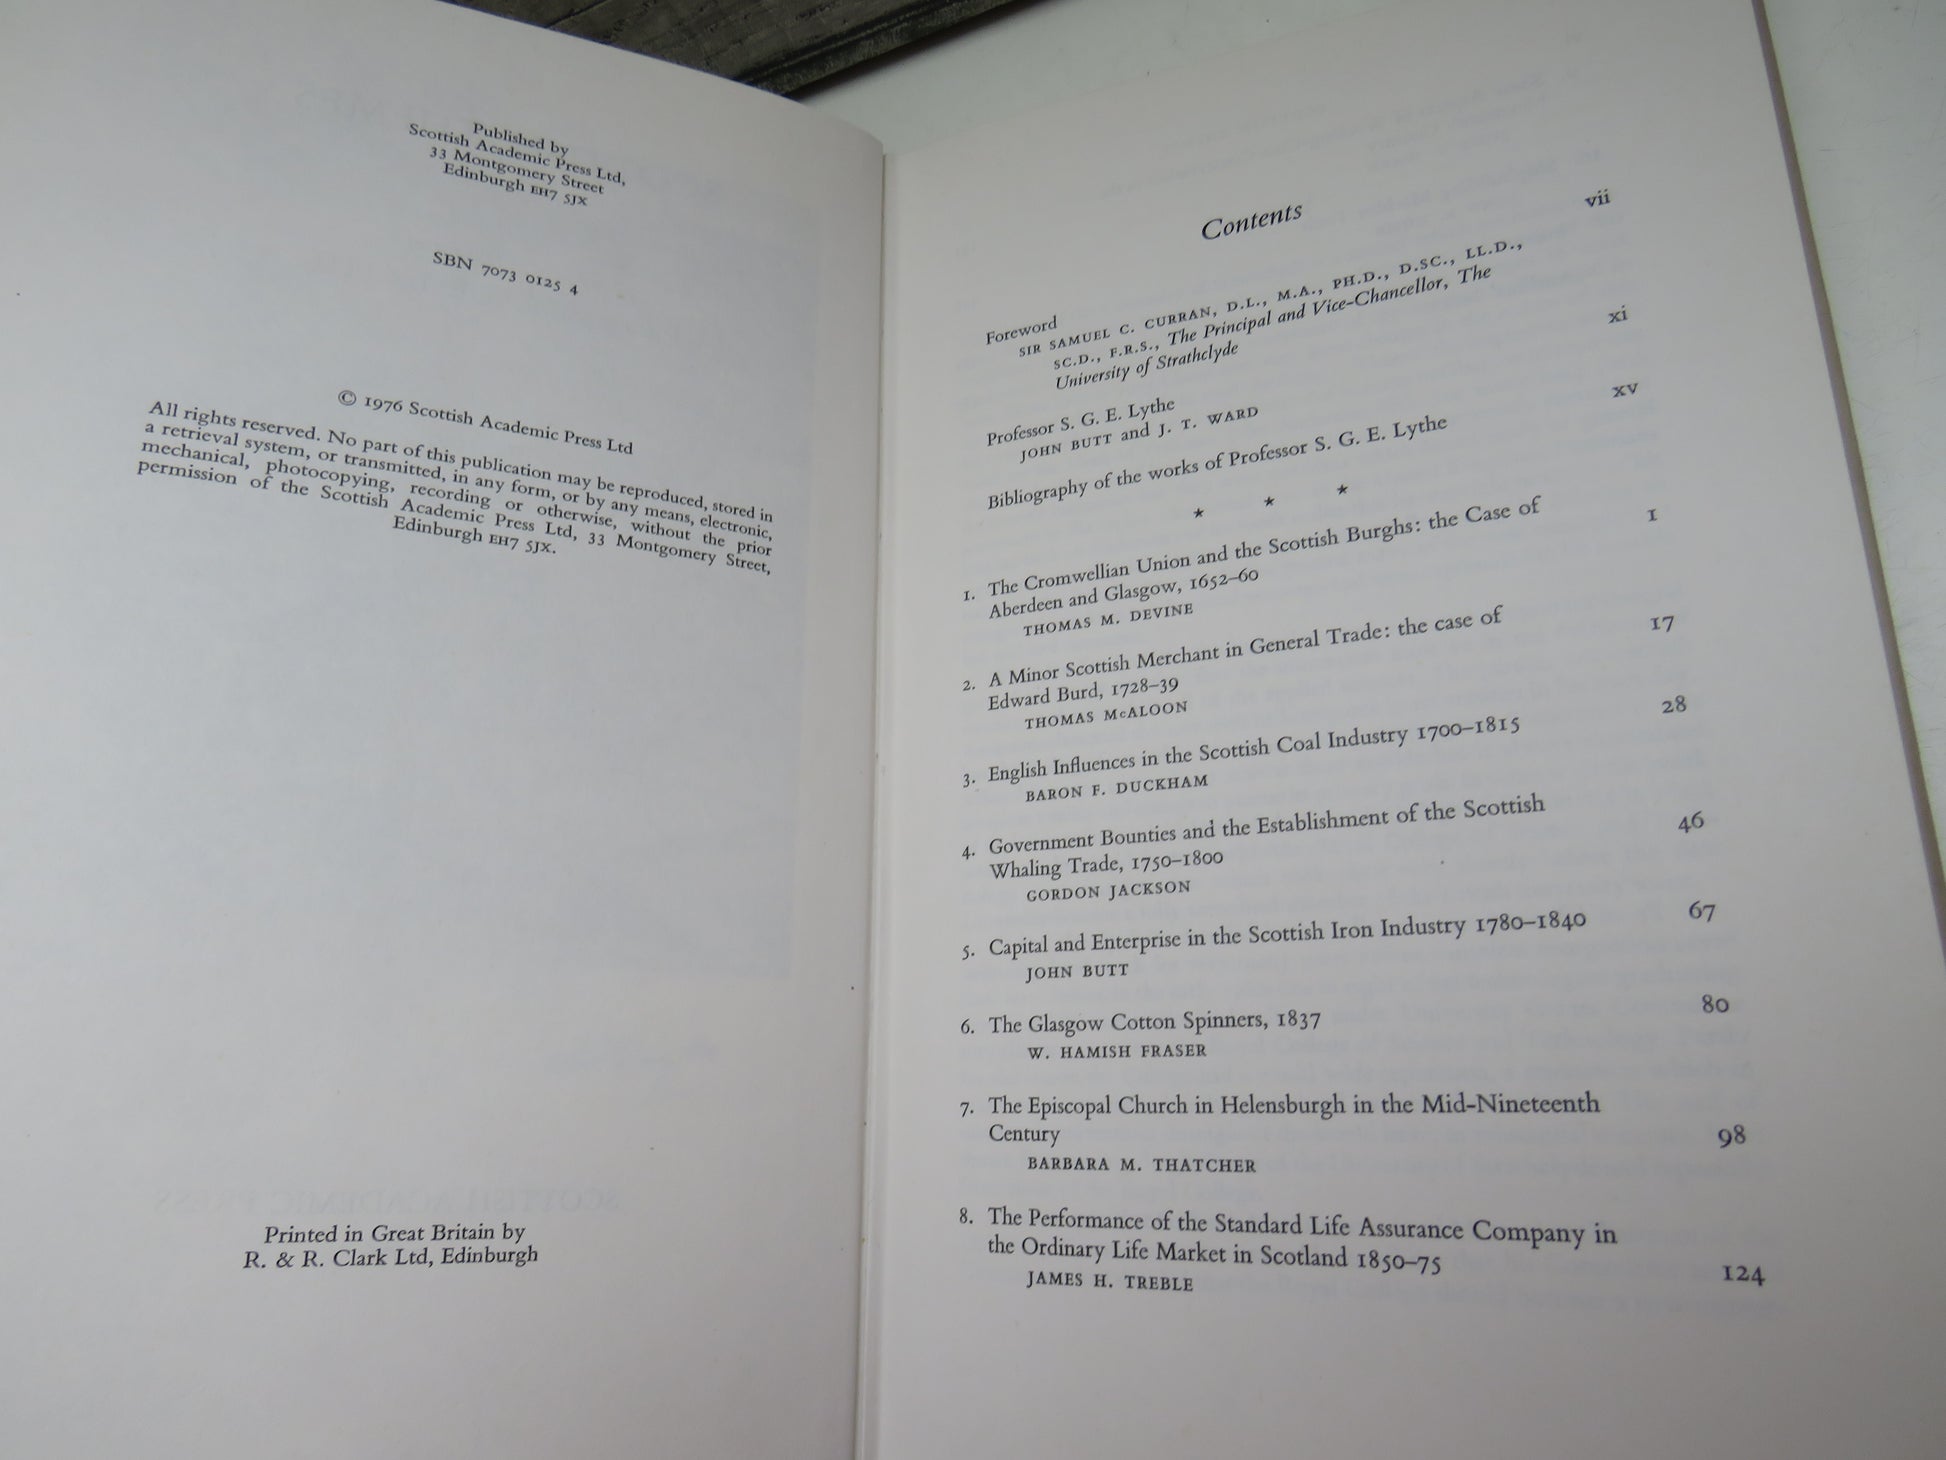 Published by
Scottish Academic Press Ltd,
33 Montgomery Street
Edinburgh EH7 5JX
SBN 7073 0125 4
© 1976 Scottish Academic Press Ltd
All rights reserved. No part of this publication may be reproduced, stored in
a retrieval system, or transmitted, in any form, or by any means, electronic,
mechanical, photocopying, recording or otherwise, without the prior
permission of the Scottish Academic Press Ltd, 33 Montgomery Street,
Edinburgh EH7 5JX.
Printed in Great Britain by
R. & R. Clark Ltd, Edinburgh
Contents
Foreword vii
SIR SAMUEL C. CURRAN, D.L., M.A., PH.D., D.SC., LL.D.,
SC.D., F.R.S., The Principal and Vice-Chancellor, The
University of Strathclyde
Professor S. G. E. Lythe xi
JOHN BUTT and J. T. WARD
Bibliography of the works of Professor S. G. E. Lythe xv
* * *
1. The Cromwellian Union and the Scottish Burghs: the Case of
Aberdeen and Glasgow, 1652–60 1
THOMAS M. DEVINE
2. A Minor Scottish Merchant in General Trade: the case of
Edward Burd, 1728–39 17
THOMAS McALOON
3. English Influences in the Scottish Coal Industry 1700–1815 28
BARON F. DUCKHAM
4. Government Bounties and the Establishment of the Scottish
Whaling Trade, 1750–1800 46
GORDON JACKSON
5. Capital and Enterprise in the Scottish Iron Industry 1780–1840 67
JOHN BUTT
6. The Glasgow Cotton Spinners, 1837 80
W. HAMISH FRASER
7. The Episcopal Church in Helensburgh in the Mid-Nineteenth
Century 98
BARBARA M. THATCHER
8. The Performance of the Standard Life Assurance Company in
the Ordinary Life Market in Scotland 1850–75 124
JAMES H. TREBLE